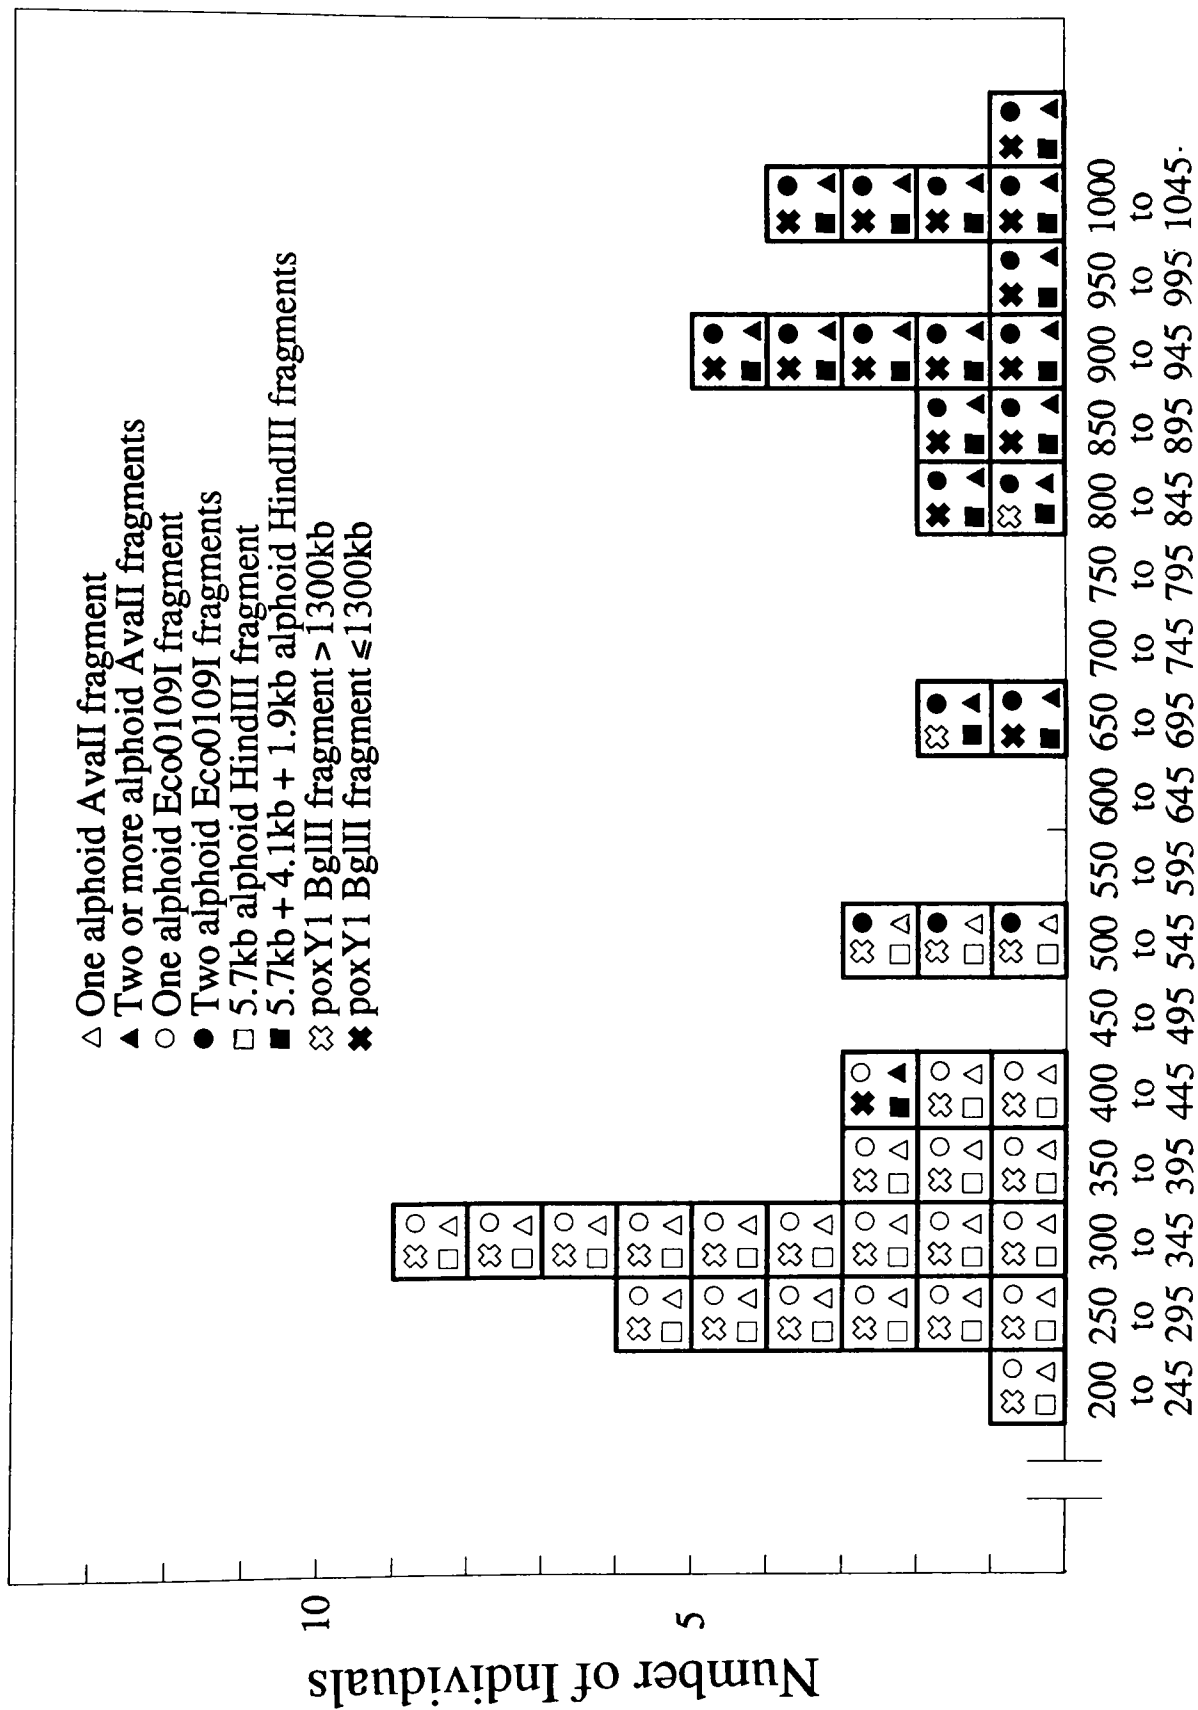 △ One alphoid AvaII fragment
▲ Two or more alphoid AvaII fragments
○ One alphoid Eco0109I fragment
● Two alphoid Eco0109I fragments
□ 5.7kb alphoid HindIII fragment
■ 5.7kb + 4.1kb + 1.9kb alphoid HindIII fragments
poxY1 BglII fragment > 1300kb
poxY1 BglII fragment ≤ 1300kb
10
5
Number of Individuals
200 250 300 350 400 450 500 550 600 650 700 750 800 850 900 950 1000
to to to to to to to to to to to to to to to to to
245 295 345 395 445 495 545 595 645 695 745 795 845 895 945 995 1045